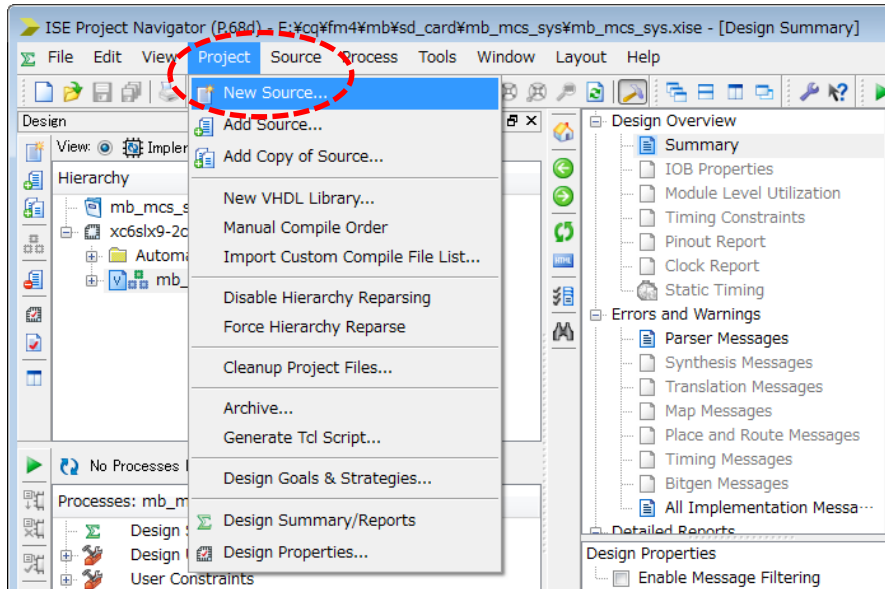 ISE Project Navigator (P.68d) - E:¥cq¥fm4¥mb¥sd_card¥mb_mcs_sys¥mb_mcs_sys.xise - [Design Summary]
File Edit View Project Source Process Tools Window Layout Help
Design
View: Impler
Hierarchy
mb_mcs_s
xc6slx9-2c
Automa
mb_
New Source...
Add Source...
Add Copy of Source...
New VHDL Library...
Manual Compile Order
Import Custom Compile File List...
Disable Hierarchy Reparsing
Force Hierarchy Reparse
Cleanup Project Files...
Archive...
Generate Tcl Script...
Design Goals & Strategies...
Design Summary/Reports
Design Properties...
No Processes
Processes: mb_m
Design
Design
User Constraints
Design Overview
Summary
IOB Properties
Module Level Utilization
Timing Constraints
Pinout Report
Clock Report
Static Timing
Errors and Warnings
Parser Messages
Synthesis Messages
Translation Messages
Map Messages
Place and Route Messages
Timing Messages
Bitgen Messages
All Implementation Messa…
Detailed Reports
Design Properties
Enable Message Filtering